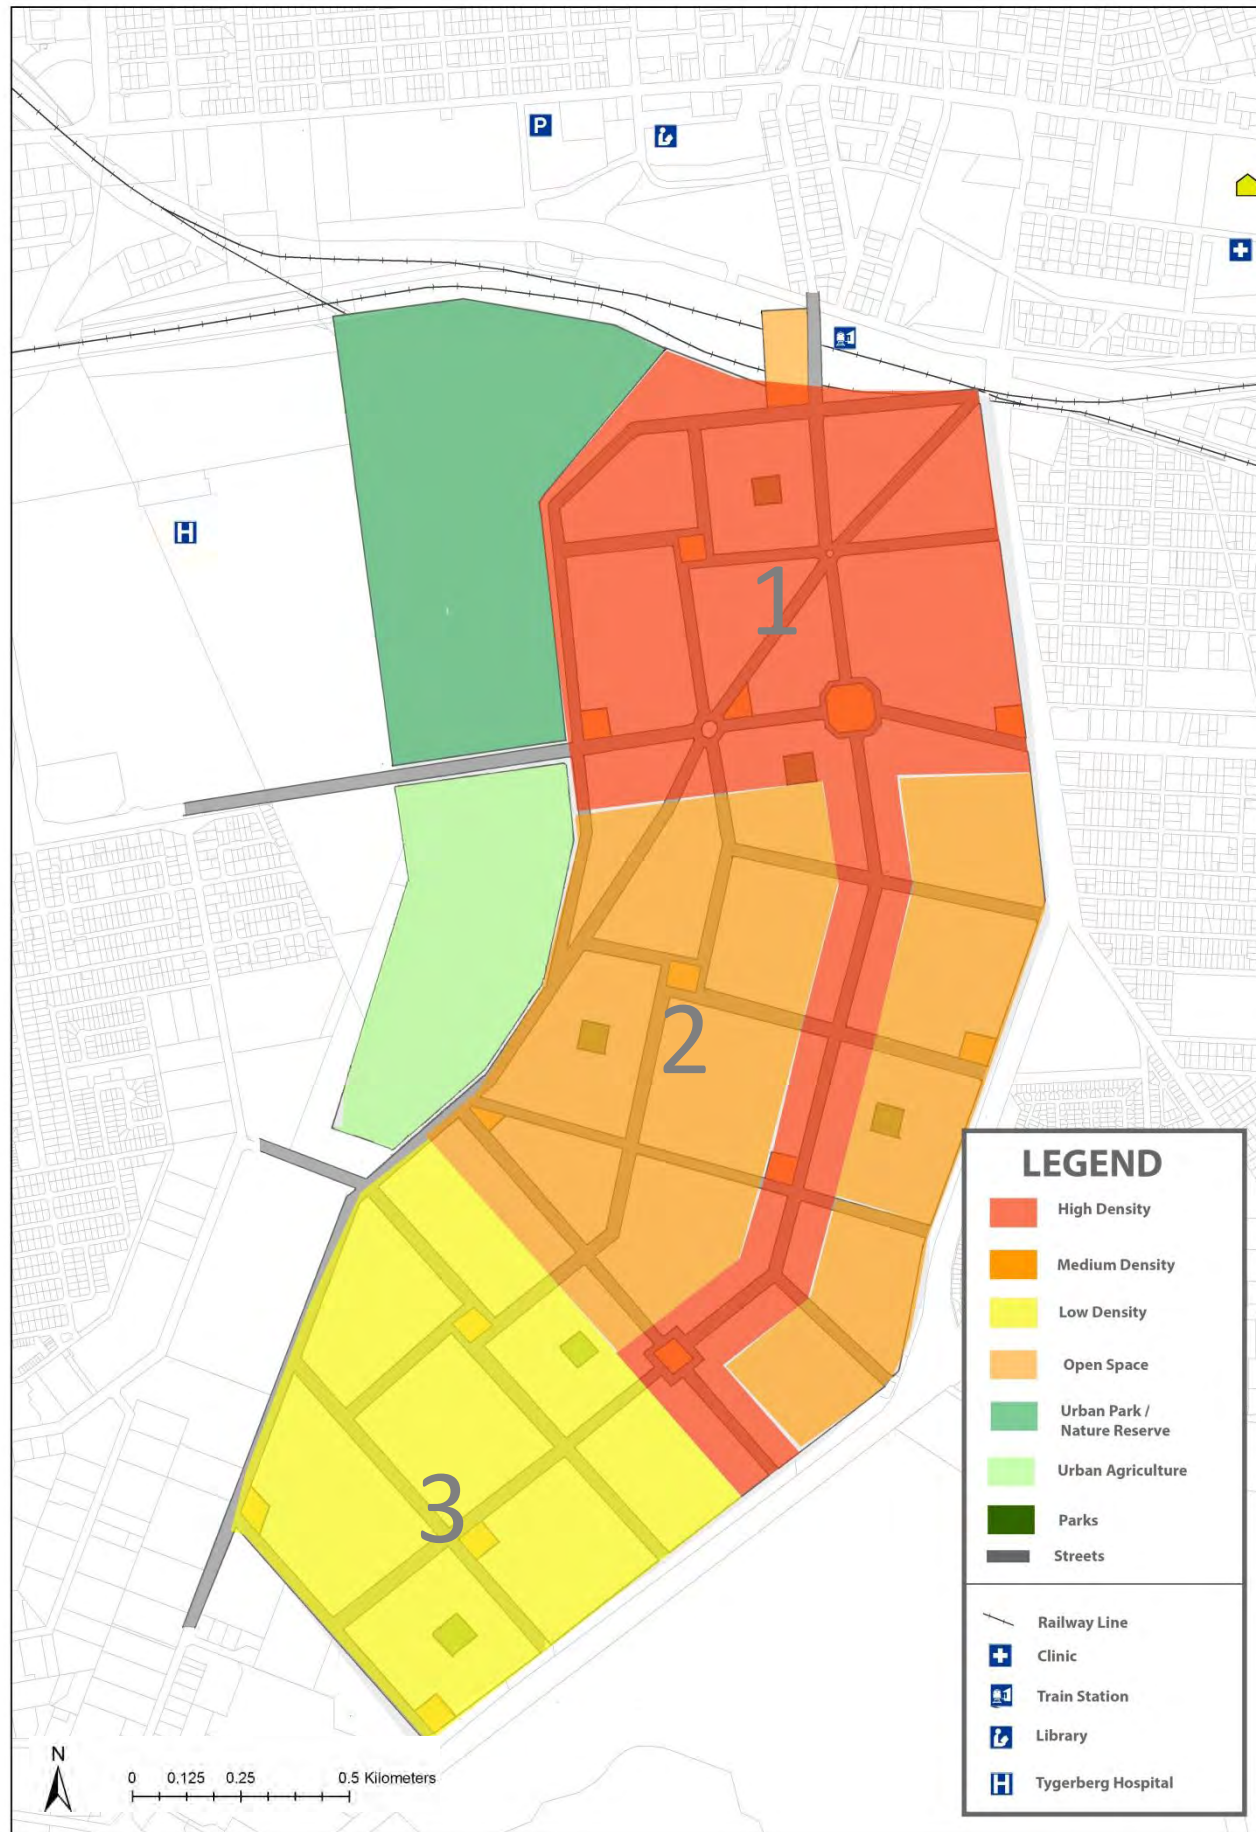 P
H
1
2
3
LEGEND
High Density
Medium Density
Low Density
Open Space
Urban Park /
Nature Reserve
Urban Agriculture
Parks
Streets
Railway Line
Clinic
Train Station
Library
H Tygerberg Hospital
N
0 0.125 0.25 0.5 Kilometers